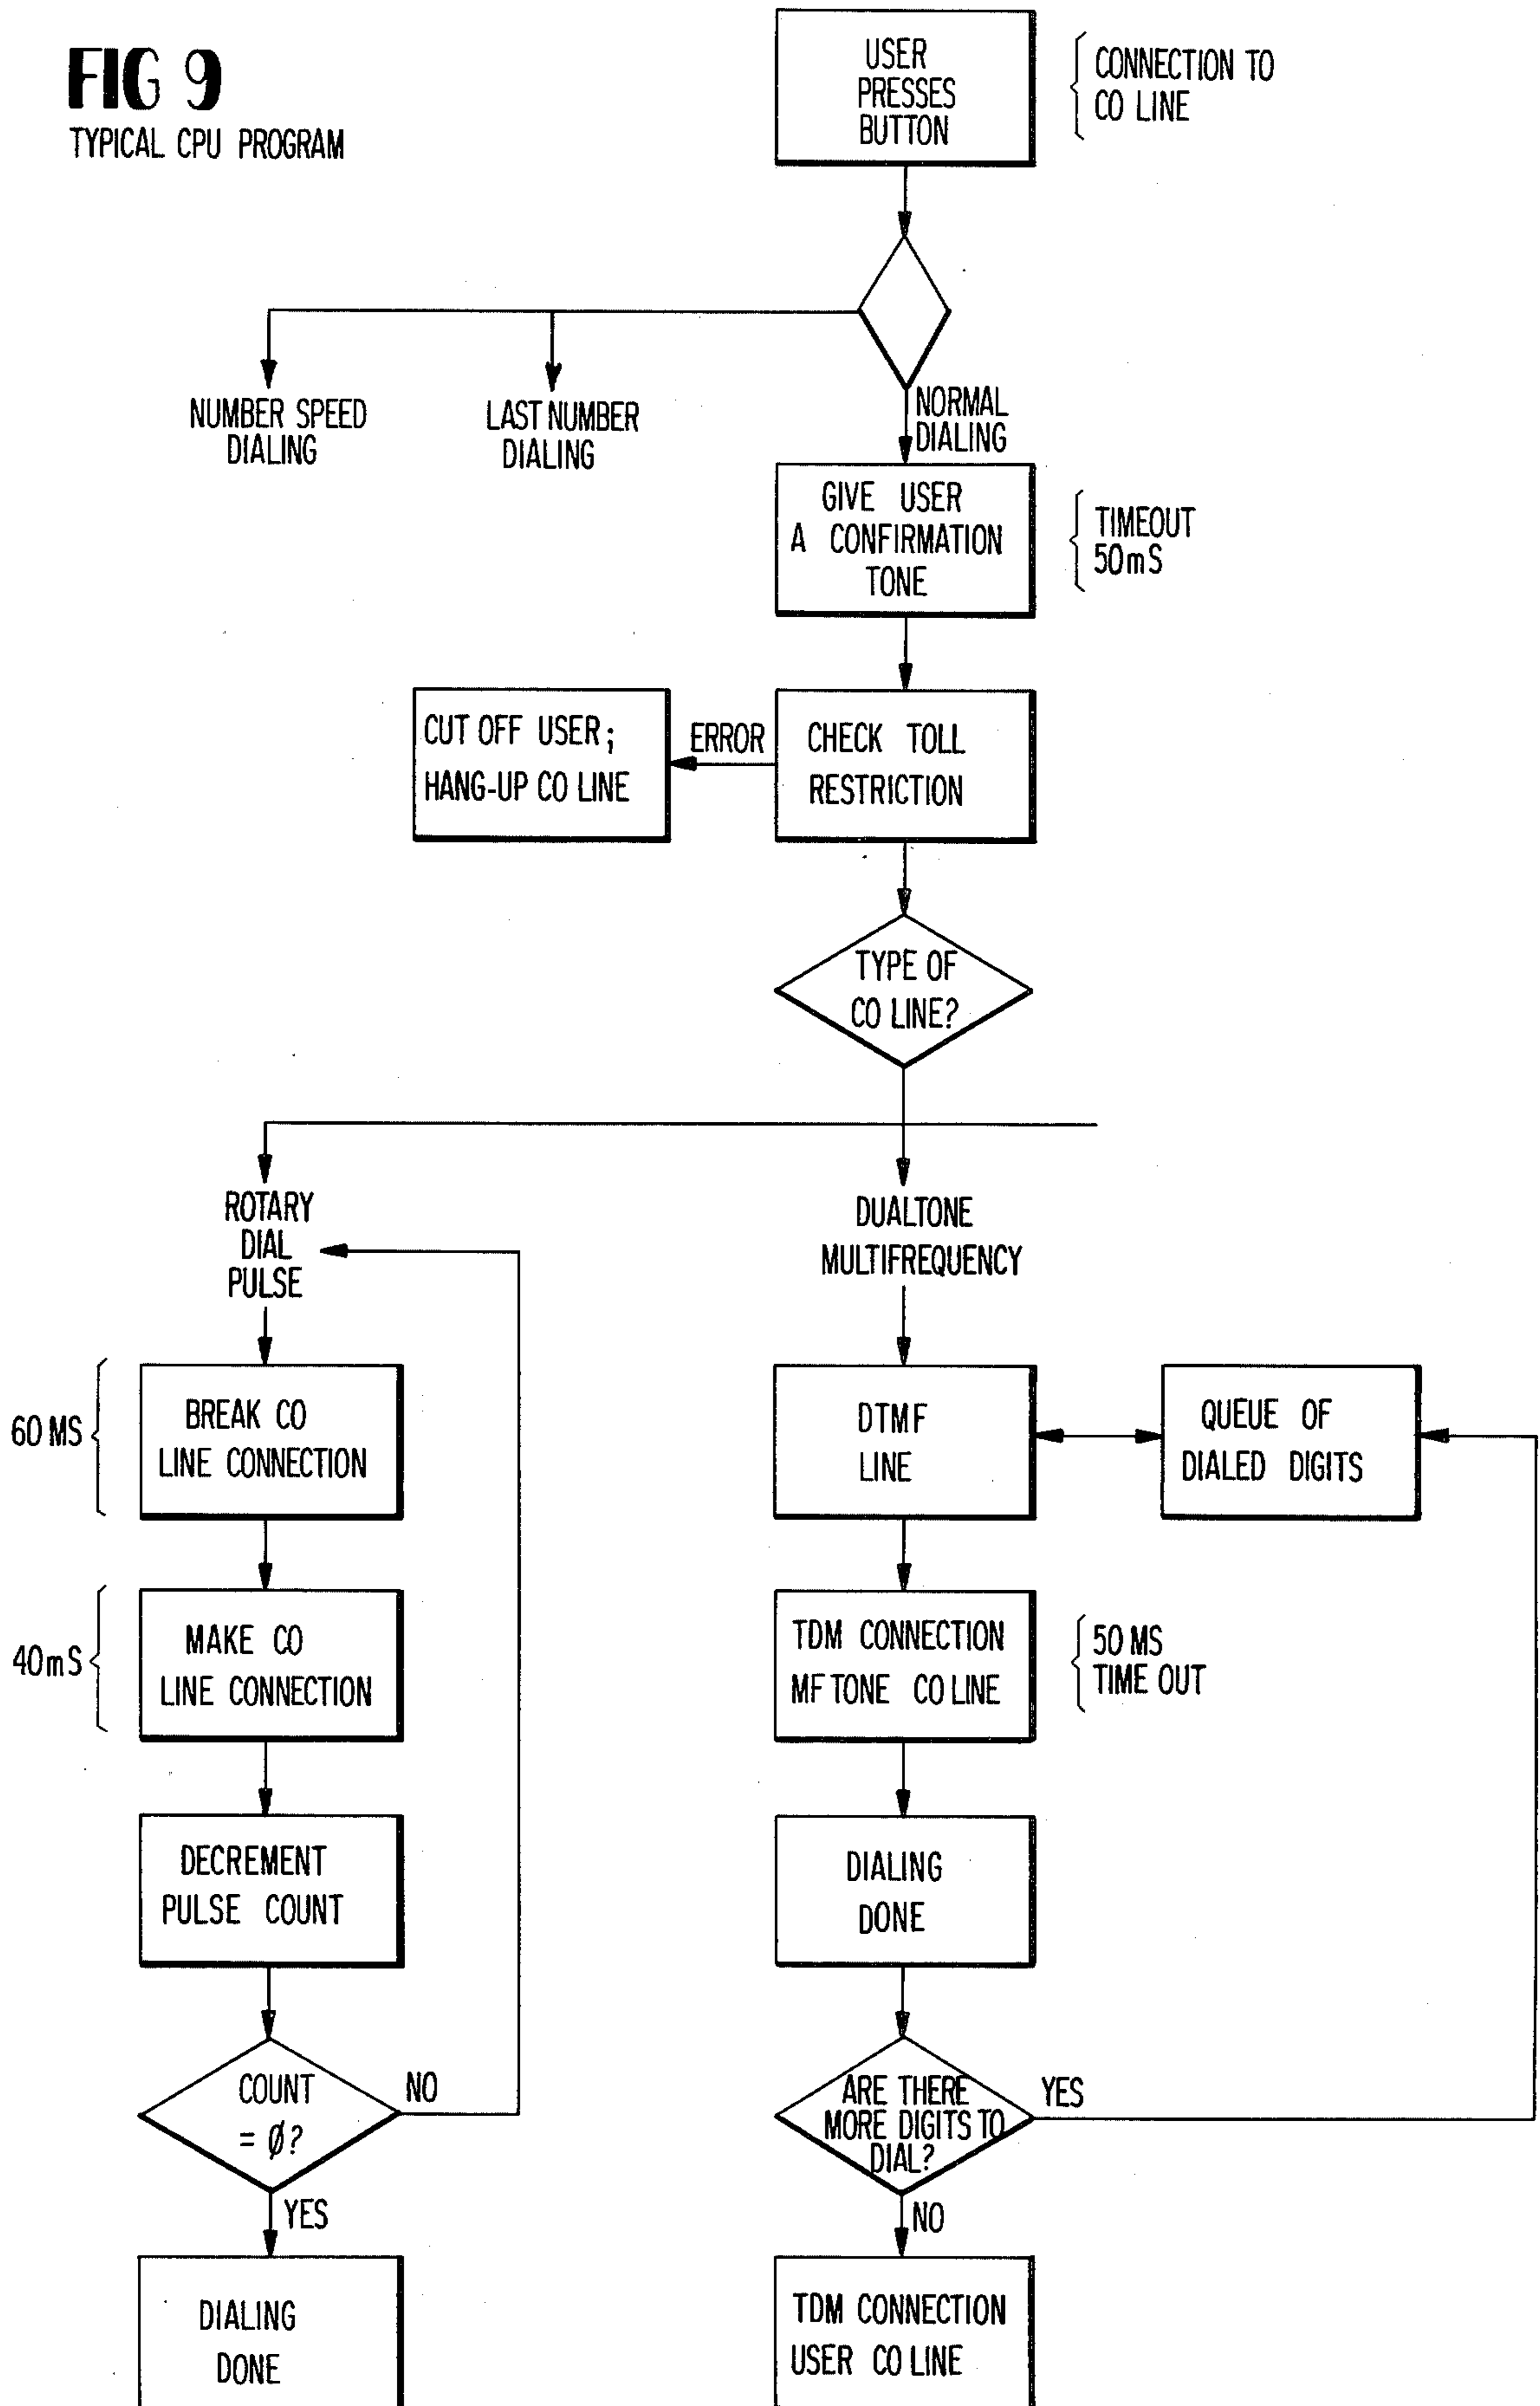 FIG 9
TYPICAL CPU PROGRAM
USER
PRESSES
BUTTON
CONNECTION TO
CO LINE
NUMBER SPEED
DIALING
LAST NUMBER
DIALING
NORMAL
DIALING
GIVE USER
A CONFIRMATION
TONE
TIMEOUT
50mS
CUT OFF USER;
HANG-UP CO LINE
ERROR
CHECK TOLL
RESTRICTION
TYPE OF
CO LINE?
ROTARY
DIAL
PULSE
DUALTONE
MULTIFREQUENCY
60 MS
BREAK CO
LINE CONNECTION
DTMF
LINE
QUEUE OF
DIALED DIGITS
40mS
MAKE CO
LINE CONNECTION
TDM CONNECTION
MF TONE CO LINE
50 MS
TIME OUT
DECREMENT
PULSE COUNT
DIALING
DONE
COUNT
= Ø?
NO
ARE THERE
MORE DIGITS TO
DIAL?
YES
YES
NO
DIALING
DONE
TDM CONNECTION
USER CO LINE